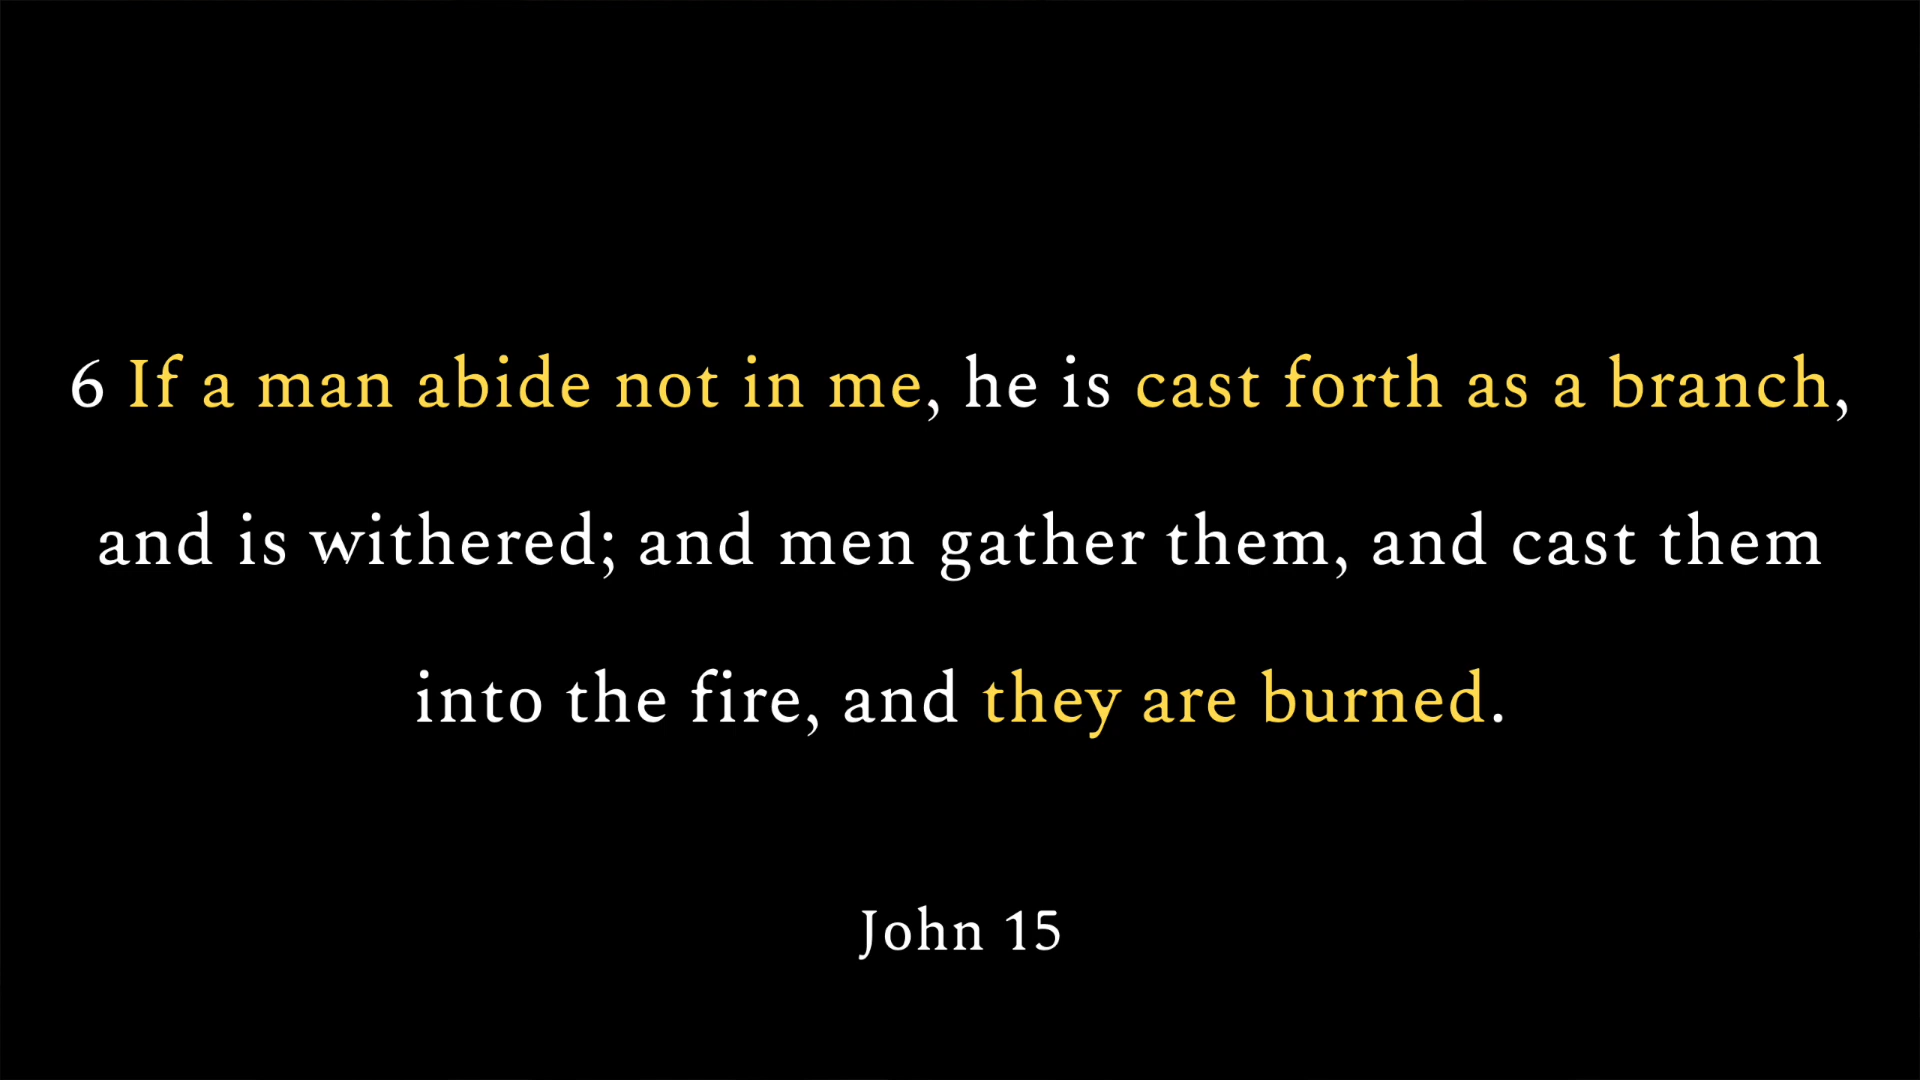 6 If a man abide not in me, he is cast forth as a branch,
and is withered; and men gather them, and cast them
into the fire, and they are burned.
John 15